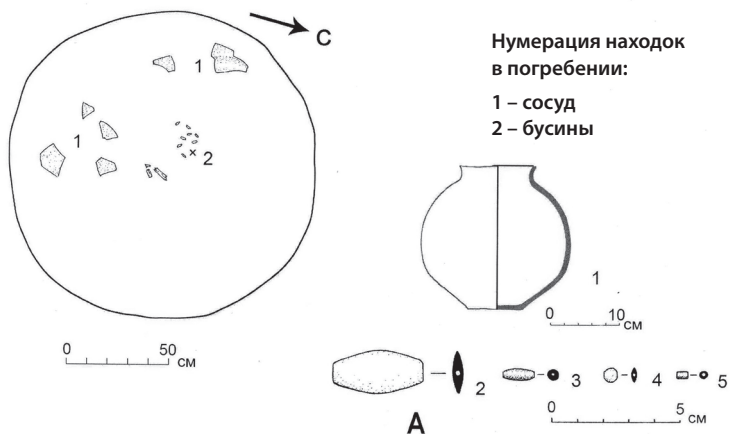 С
Нумерация находок
в погребении:
1 – сосуд
2 – бусины
1
1
2
0 50
см
1
0 10
см
2 3 4 5
0 5
см
А